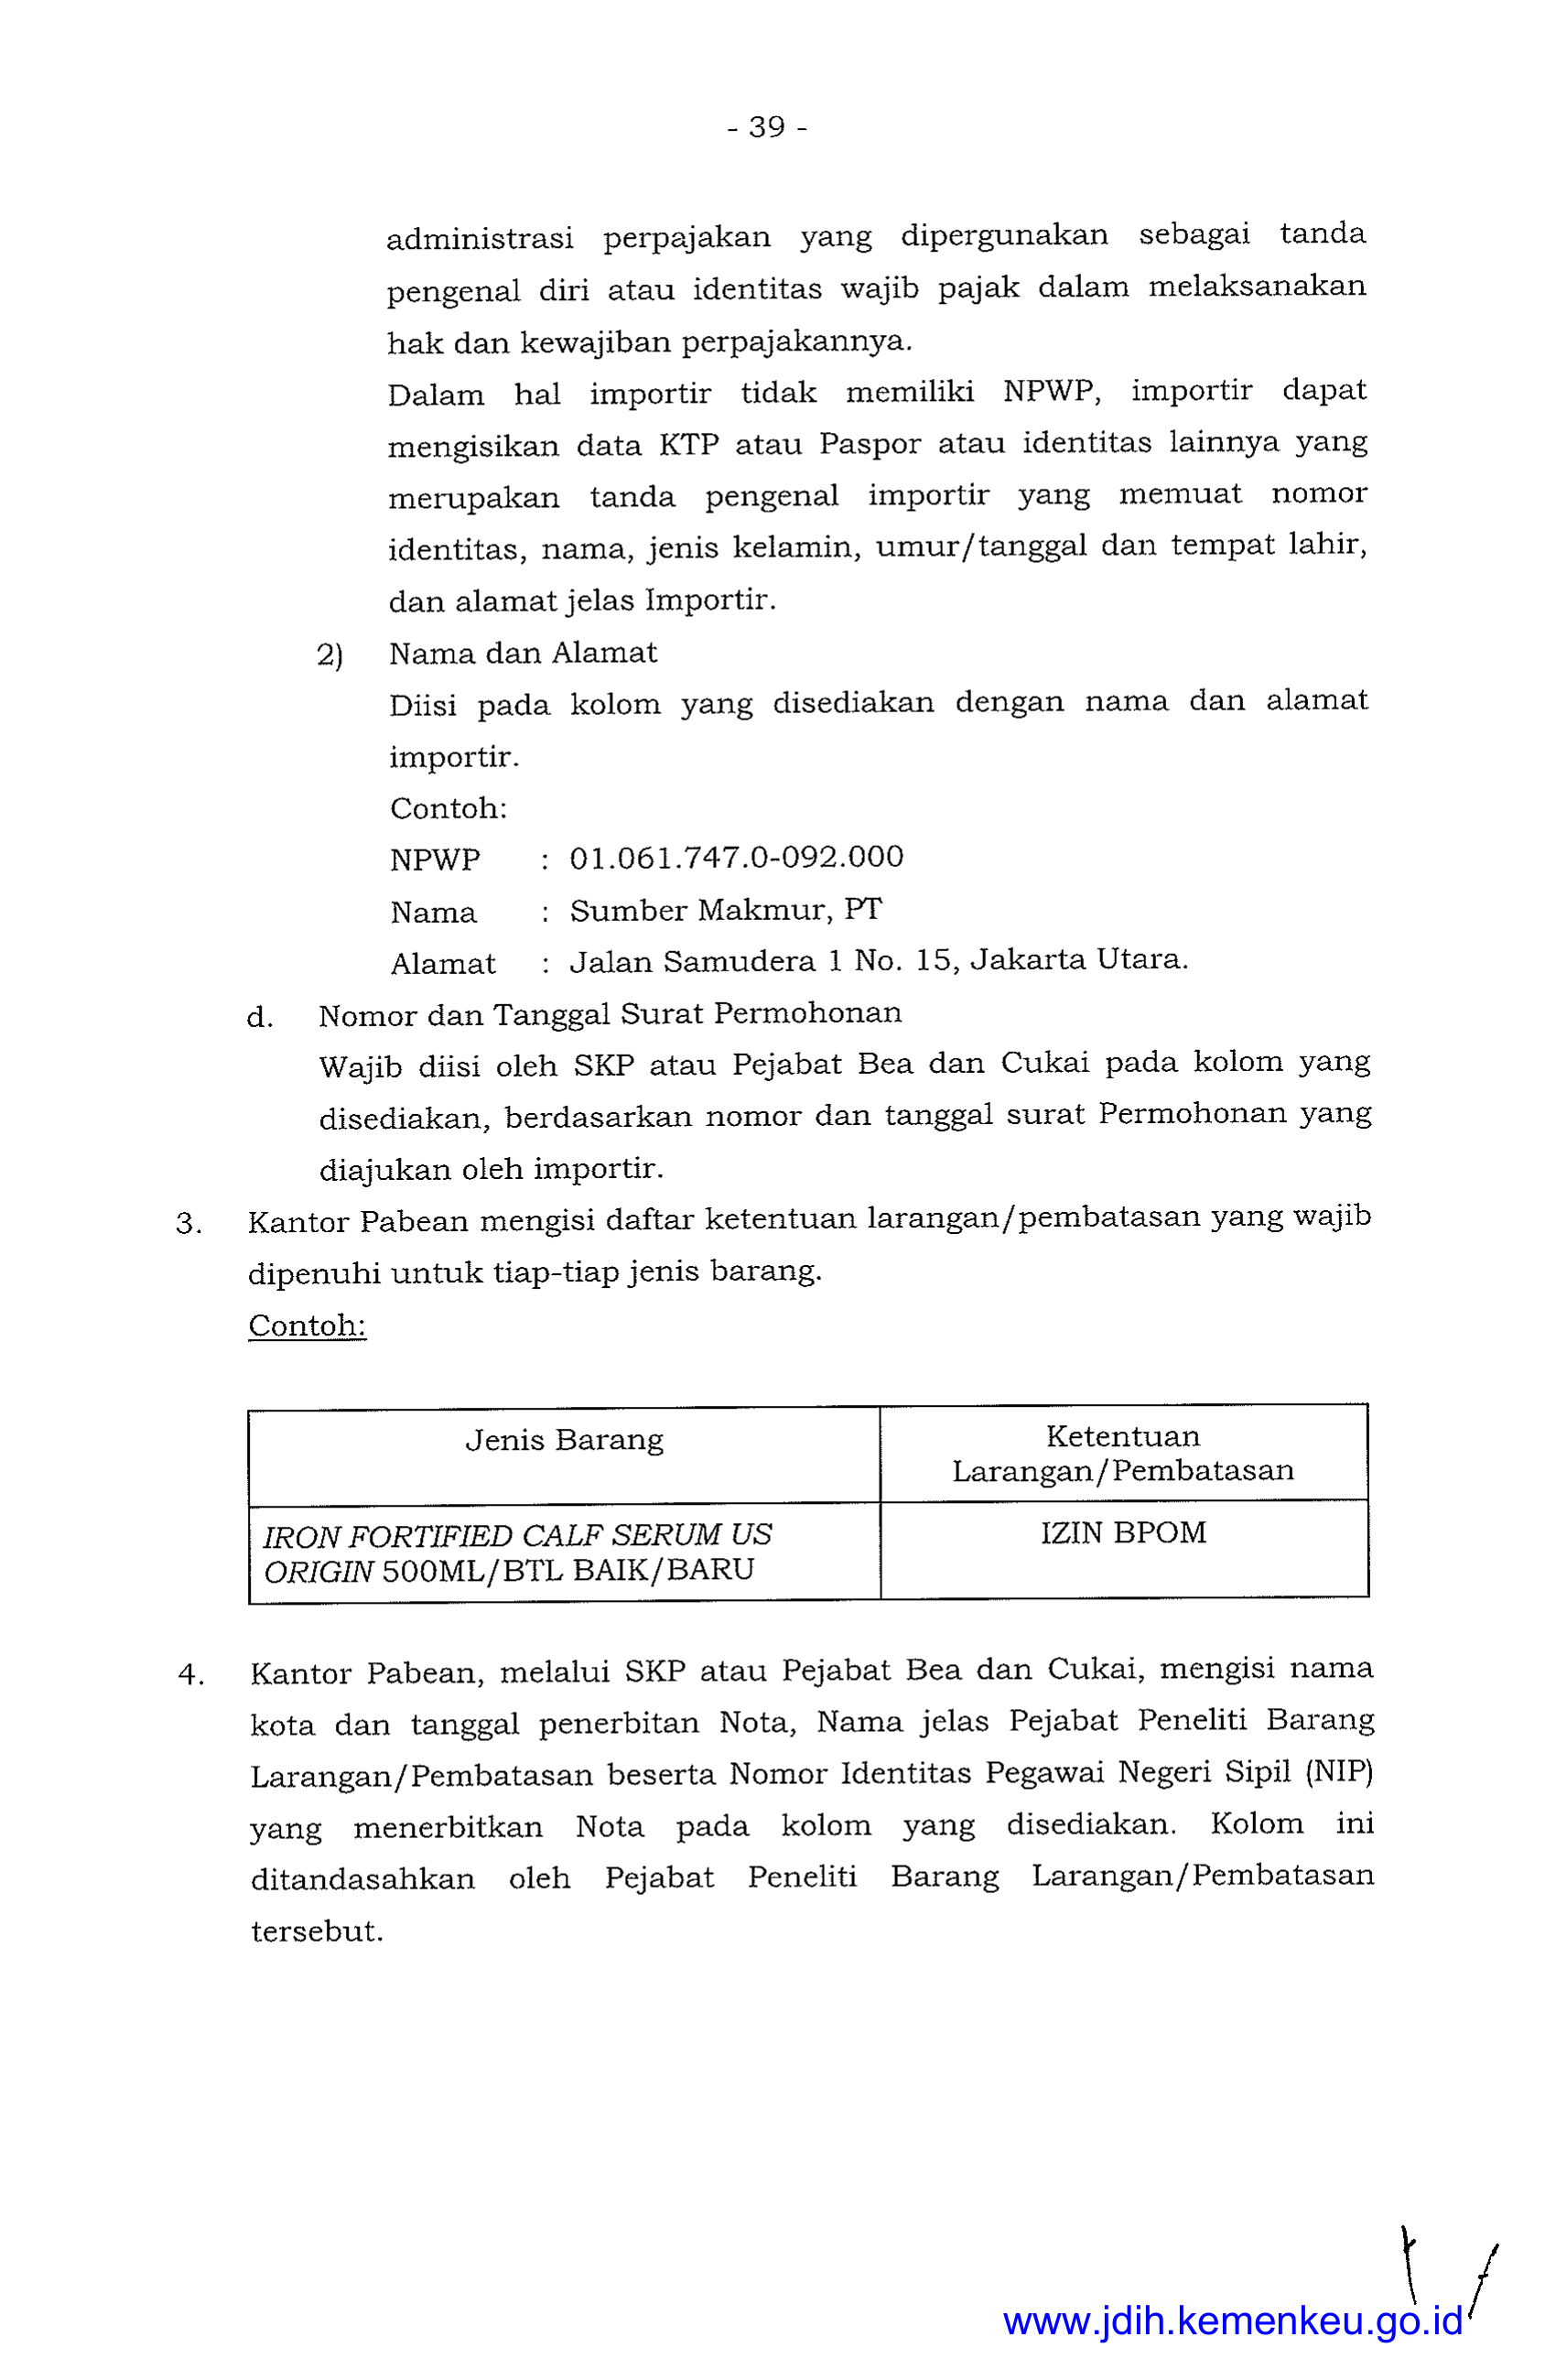 - 39 -
administrasi perpajakan yang dipergunakan sebagai tanda
pengenal diri atau identitas wajib pajak dalam melaksanakan
hak dan kewajiban perpajakannya.
Dalam hal importir tidak memiliki NPWP, importir dapat
mengisikan data KTP atau Paspor atau identitas lainnya yang
merupakan tanda pengenal importir yang memuat nomor
identitas, nama, jenis kelamin, umur/tanggal dan tempat lahir,
dan alamat jelas Importir.
2) Nama dan Alamat
Diisi pada kolom yang disediakan dengan nama dan alamat
importir.
Contoh:
NPWP : 01.061.747.0-092.000
Nama : Sumber Makmur, PT
Alamat : Jalan Samudera 1 No. 15, Jakarta Utara.
d. Nomor dan Tanggal Surat Permohonan
Wajib diisi oleh SKP atau Pejabat Bea dan Cukai pada kolom yang
disediakan, berdasarkan nomor dan tanggal surat Permohonan yang
diajukan oleh importir.
3. Kantor Pabean mengisi daftar ketentuan larangan/pembatasan yang wajib
dipenuhi untuk tiap-tiap jenis barang.
Contoh:
Jenis Barang
Ketentuan
Larangan/Pembatasan
IRON FORTIFIED CALF SERUM US
ORIGIN 500ML/BTL BAIK/BARU
IZIN BPOM
4. Kantor Pabean, melalui SKP atau Pejabat Bea dan Cukai, mengisi nama
kota dan tanggal penerbitan Nota, Nama jelas Pejabat Peneliti Barang
Larangan/Pembatasan beserta Nomor Identitas Pegawai Negeri Sipil (NIP)
yang menerbitkan Nota pada kolom yang disediakan. Kolom ini
ditandasahkan oleh Pejabat Peneliti Barang Larangan/Pembatasan
tersebut.
www.jdih.kemenkeu.go.id